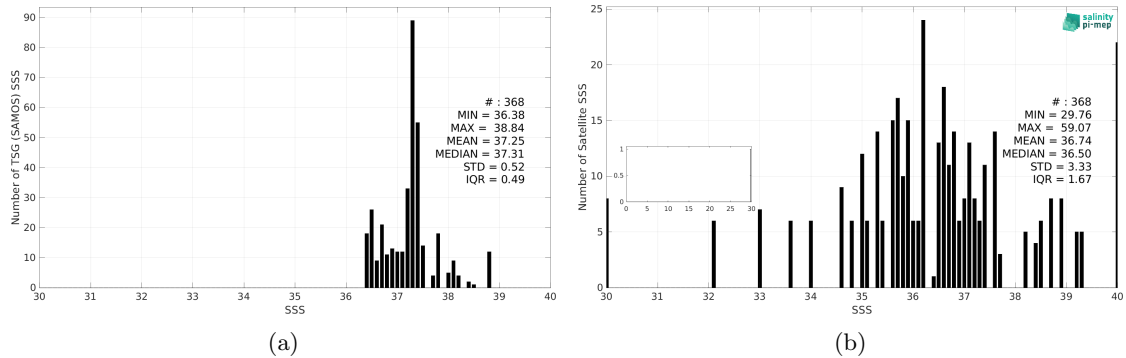 90
80
70
60
50
40
30
20
10
0
Number of TSG (SAMOS) SSS
# : 368
MIN = 36.38
MAX = 38.84
MEAN = 37.25
MEDIAN = 37.31
STD = 0.52
IQR = 0.49
30 31 32 33 34 35 36 37 38 39 40
SSS
(a)
25
20
15
10
5
0
Number of Satellite SSS
salinity
pi-mep
# : 368
MIN = 29.76
MAX = 59.07
MEAN = 36.74
MEDIAN = 36.50
STD = 3.33
IQR = 1.67
1
0.5
0
0 5 10 15 20 25 30
30 31 32 33 34 35 36 37 38 39 40
SSS
(b)